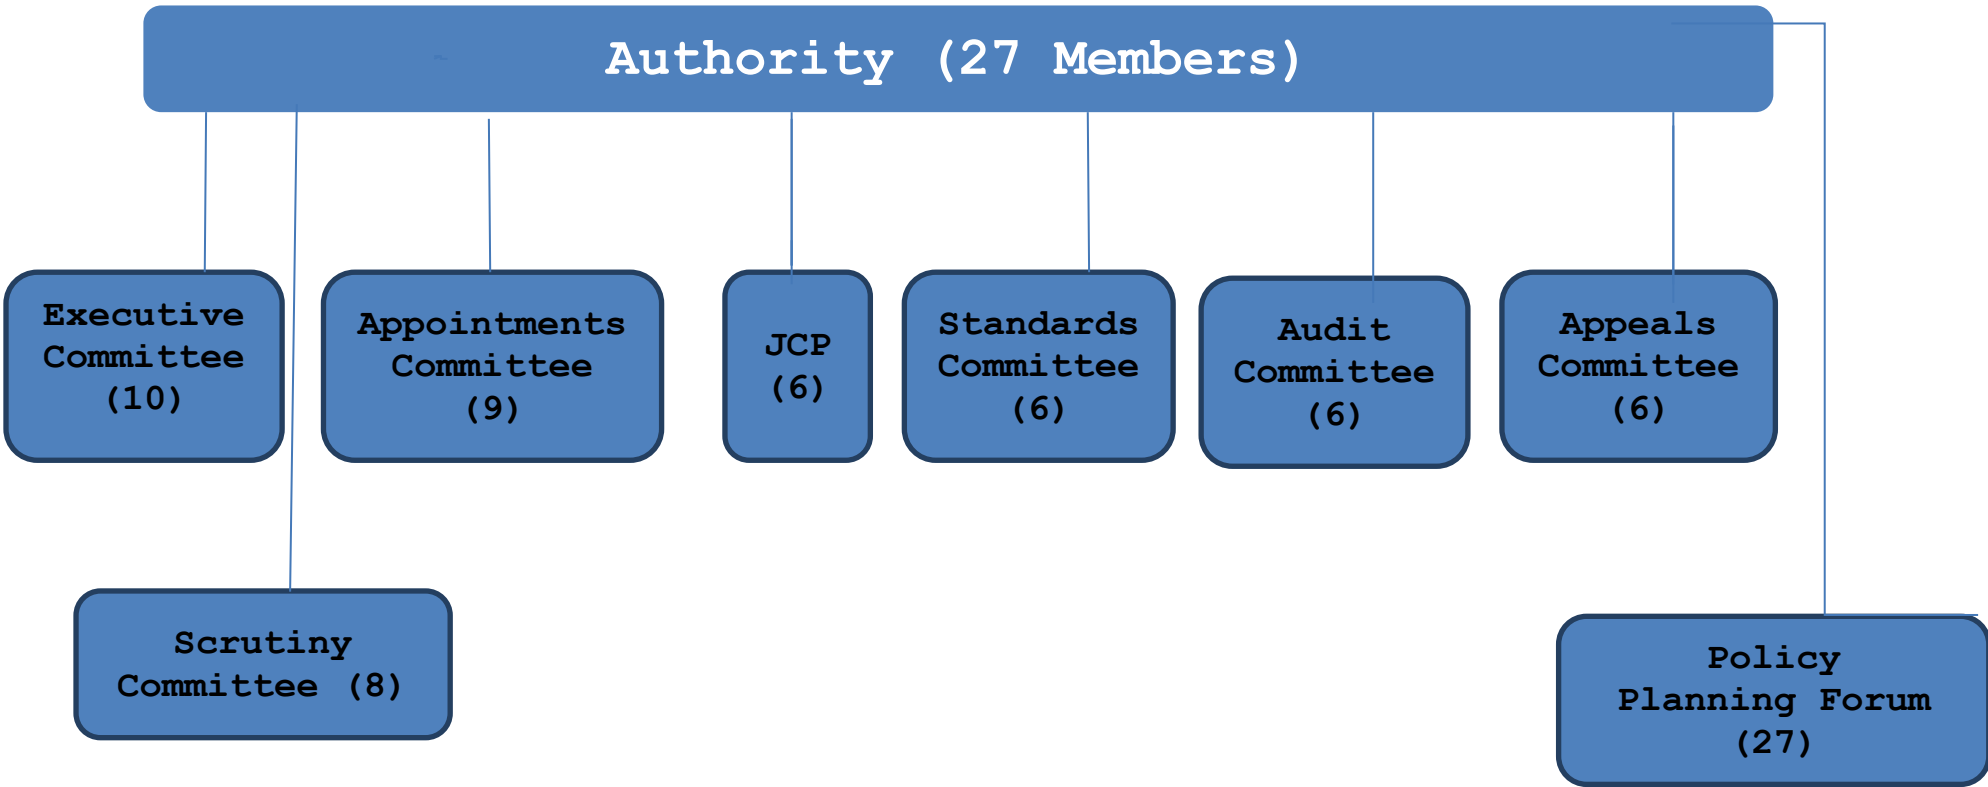 Authority (27 Members)
Executive
Committee
(10)
Appointments
Committee
(9)
JCP
(6)
Standards
Committee
(6)
Audit
Committee
(6)
Appeals
Committee
(6)
Scrutiny
Committee (8)
Policy
Planning Forum
(27)